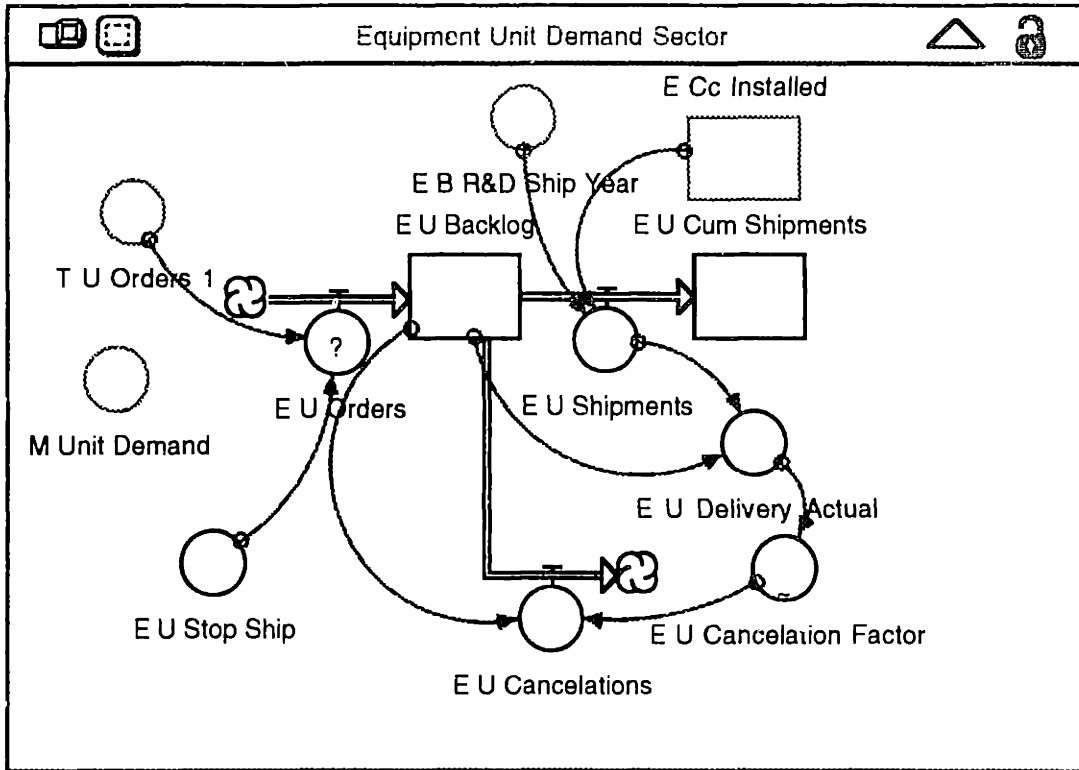 Equipment Unit Demand Sector
E Cc Installed
E B R&D Ship Year
E U Backlog
E U Cum Shipments
T U Orders 1
?
E U Orders
E U Shipments
M Unit Demand
E U Delivery Actual
~
E U Stop Ship
E U Cancelation Factor
E U Cancelations